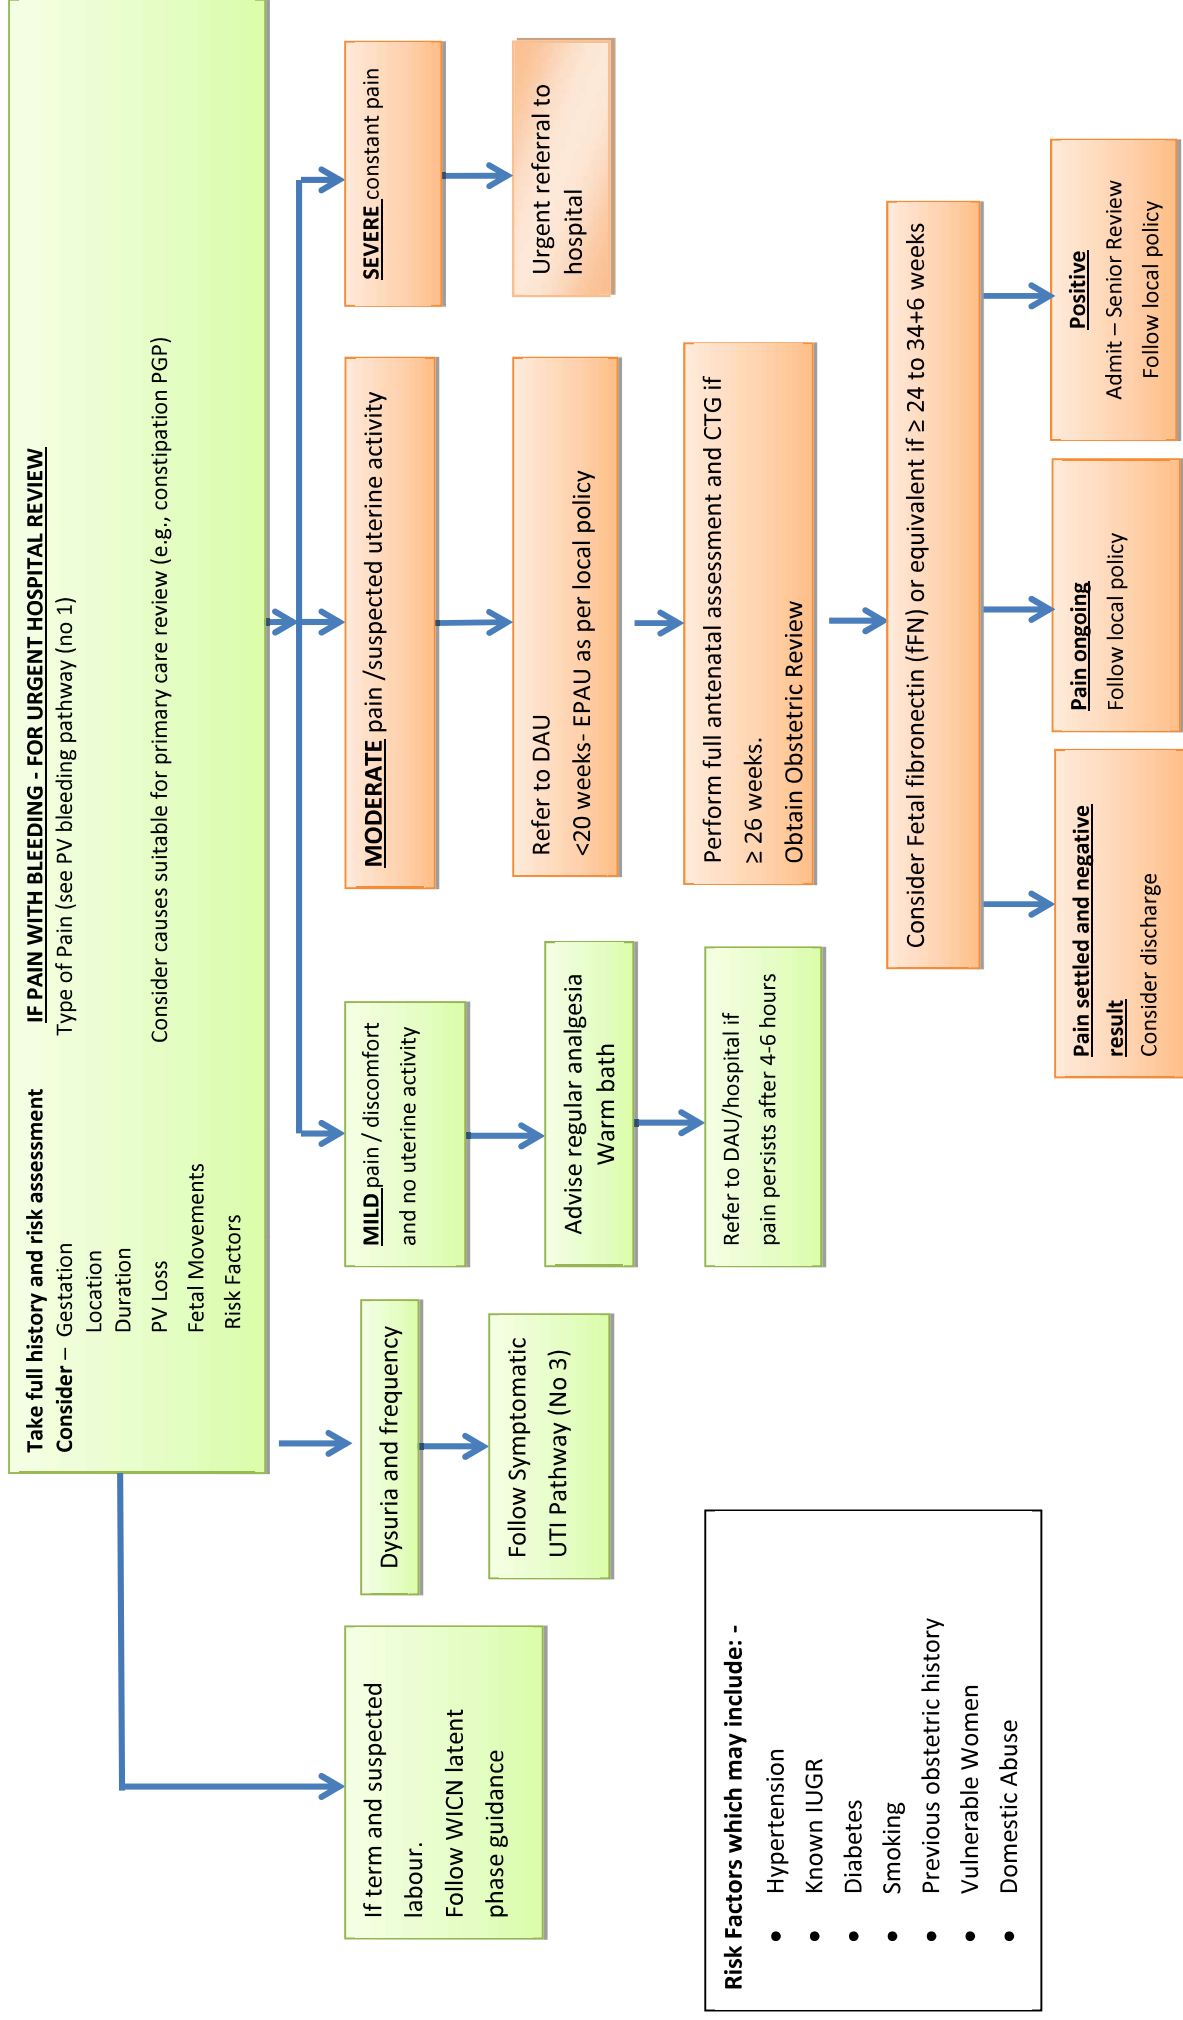 Take full history and risk assessment
IF PAIN WITH BLEEDING - FOR URGENT HOSPITAL REVIEW
Consider – Gestation
Type of Pain (see PV bleeding pathway (no 1)
Location
Duration
PV Loss
Consider causes suitable for primary care review (e.g., constipation PGP)
Fetal Movements
Risk Factors
If term and suspected
labour.
Follow WICN latent
phase guidance
Dysuria and frequency
Follow Symptomatic
UTI Pathway (No 3)
MILD pain / discomfort
and no uterine activity
Advise regular analgesia
Warm bath
Refer to DAU/hospital if
pain persists after 4-6 hours
MODERATE pain /suspected uterine activity
Refer to DAU
<20 weeks- EPAU as per local policy
Perform full antenatal assessment and CTG if
≥ 26 weeks.
Obtain Obstetric Review
SEVERE constant pain
Urgent referral to
hospital
Consider Fetal fibronectin (fFN) or equivalent if ≥ 24 to 34+6 weeks
Pain settled and negative
result
Consider discharge
Pain ongoing
Follow local policy
Positive
Admit – Senior Review
Follow local policy
Risk Factors which may include: -
• Hypertension
• Known IUGR
• Diabetes
• Smoking
• Previous obstetric history
• Vulnerable Women
• Domestic Abuse